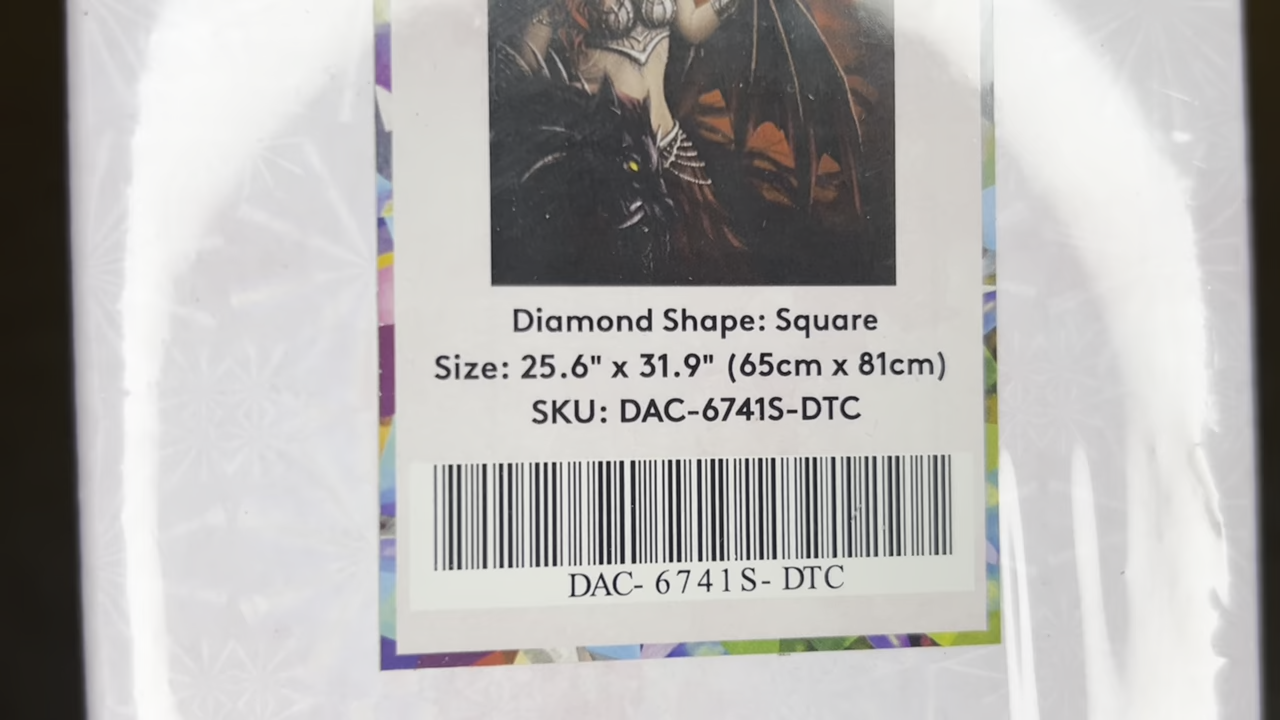 Diamond Shape: Square
Size: 25.6" x 31.9" (65cm x 81cm)
SKU: DAC-6741S-DTC
DAC- 6741S- DTC